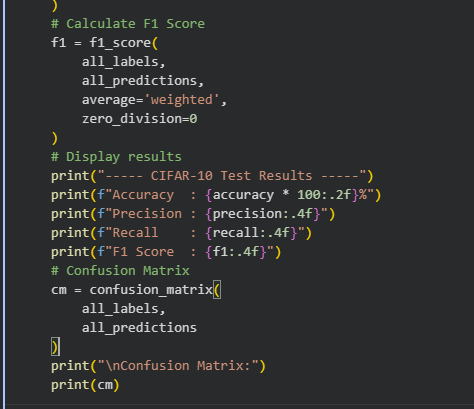 )
# Calculate F1 Score
f1 = f1_score(
    all_labels,
    all_predictions,
    average='weighted',
    zero_division=0
)
# Display results
print("----- CIFAR-10 Test Results -----")
print(f"Accuracy  : {accuracy * 100:.2f}%")
print(f"Precision : {precision:.4f}")
print(f"Recall    : {recall:.4f}")
print(f"F1 Score  : {f1:.4f}")
# Confusion Matrix
cm = confusion_matrix(
    all_labels,
    all_predictions
)
print("\nConfusion Matrix:")
print(cm)